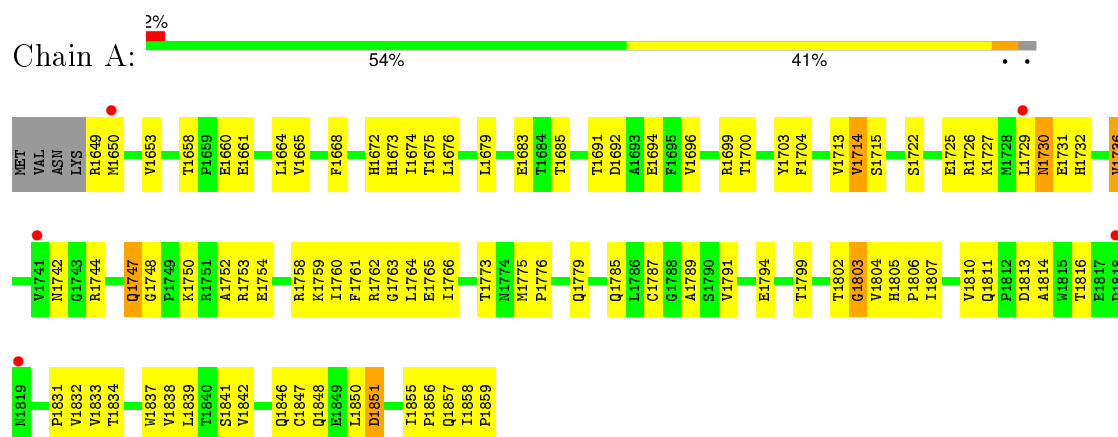 2%
Chain A:
54% 41% • •
MET VAL ASN LYS R1649 M1650 V1653 T1658 P1659 E1660 E1661 L1664 V1665 F1668 H1672 H1673 I1674 T1675 L1676 L1679 E1683 T1684 T1685 T1691 D1692 A1693 E1694 F1695 V1696 R1699 T1700 Y1703 F1704 V1713 V1714 S1715 S1722 E1725 R1726 K1727 M1728 L1729 N1730 E1731 H1732 V1736
V1741 N1742 G1743 R1744 Q1747 G1748 P1749 K1750 R1751 A1752 R1753 E1754 R1758 K1759 I1760 F1761 R1762 G1763 L1764 E1765 I1766 T1773 N1774 M1775 P1776 Q1779 Q1785 L1786 C1787 G1788 A1789 S1790 V1791 E1794 T1799 T1802 G1803 V1804 H1805 P1806 I1807 V1810 Q1811 P1812 D1813 A1814 W1815 T1816 E1817 D1818
N1819 P1831 V1832 V1833 T1834 W1837 V1838 L1839 T1840 S1841 V1842 Q1846 C1847 Q1848 E1849 L1850 D1851 I1855 P1856 Q1857 I1858 P1859